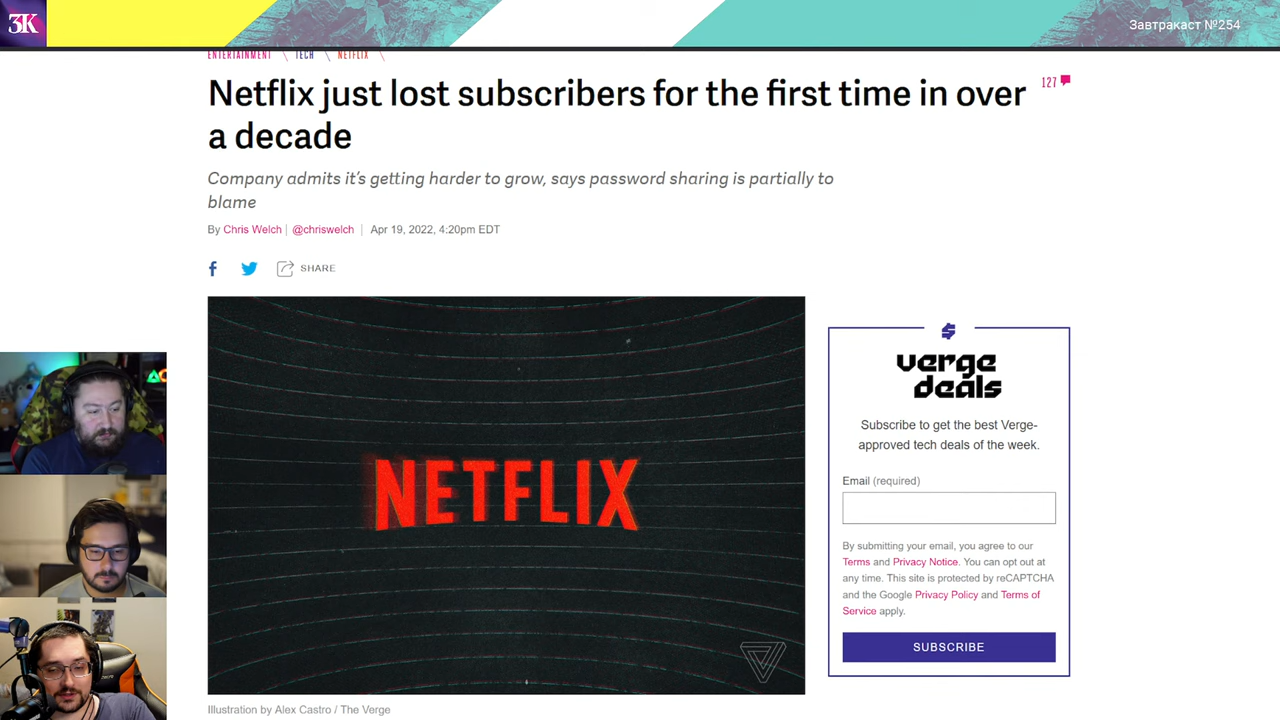 3K
Завтракаст №254
ENTERTAINMENT \ TECH \ NETFLIX \
Netflix just lost subscribers for the first time in over
a decade
127
Company admits it's getting harder to grow, says password sharing is partially to
blame
By Chris Welch | @chriswelch | Apr 19, 2022, 4:20pm EDT
SHARE
NETFLIX
Illustration by Alex Castro / The Verge
verge
deals
Subscribe to get the best Verge-
approved tech deals of the week.
Email (required)
By submitting your email, you agree to our
Terms and Privacy Notice. You can opt out at
any time. This site is protected by reCAPTCHA
and the Google Privacy Policy and Terms of
Service apply.
SUBSCRIBE